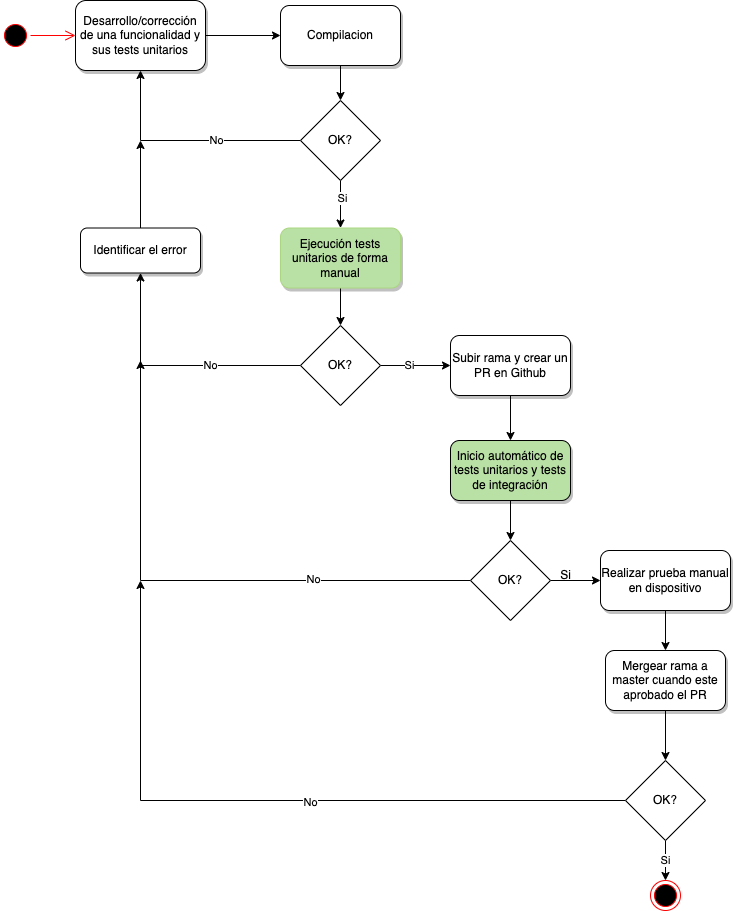 Desarrollo/corrección
de una funcionalidad y
sus tests unitarios
Compilacion
OK?
No
Si
Identificar el error
Ejecución tests
unitarios de forma
manual
OK?
No
Si
Subir rama y crear un
PR en Github
Inicio automático de
tests unitarios y tests
de integración
OK?
No
Si
Realizar prueba manual
en dispositivo
Mergear rama a
master cuando este
aprobado el PR
OK?
No
Si